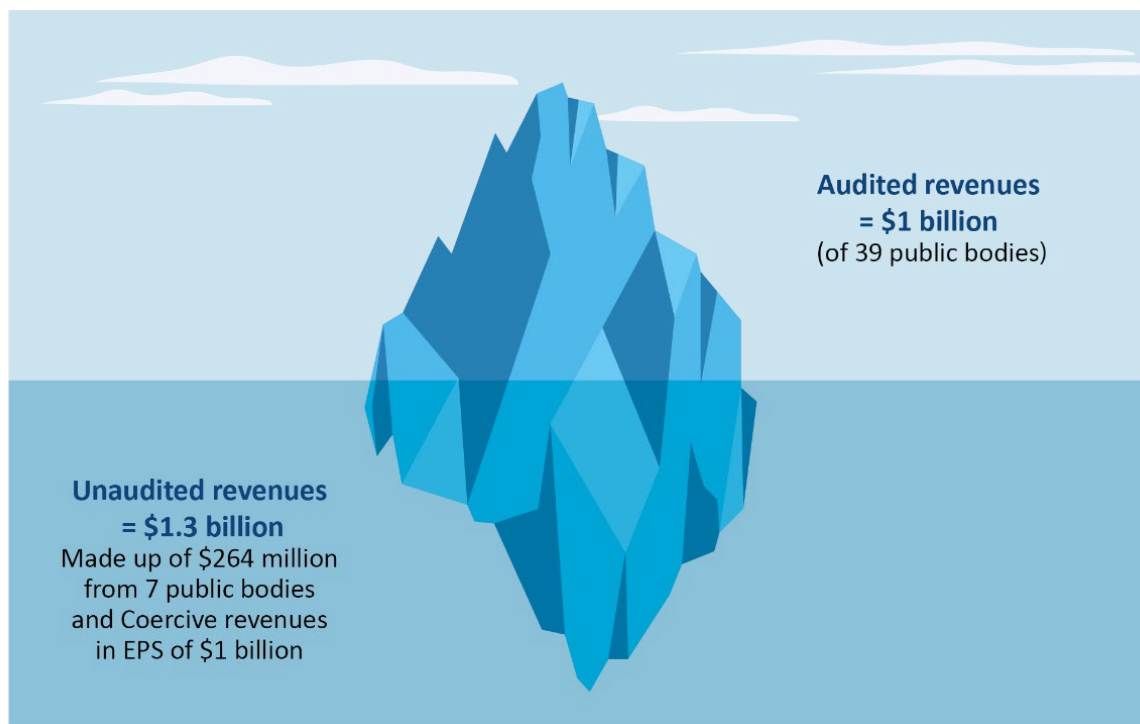 Audited revenues
= $1 billion
(of 39 public bodies)
Unaudited revenues
= $1.3 billion
Made up of $264 million
from 7 public bodies
and Coercive revenues
in EPS of $1 billion